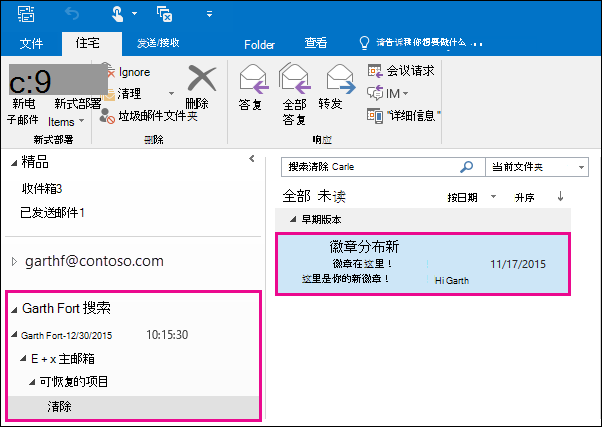 文件 住宅 发送/接收 Folder 查看 请告诉我你想要做什么...
c:9
Ignore
清理
垃圾邮件文件夹
新电
子邮件
新式部署
Items
删除
答复
全部
答复
转发
会议请求
IM
"详细信息"
新式部署 删除 响应
精品
收件箱3
已发送邮件1
garthf@contoso.com
Garth Fort 搜索
Garth Fort-12/30/2015 10:15:30
E + x 主邮箱
可恢复的项目
清除
搜索清除 Carle 当前文件夹
全部 未读 按日期 升序
早期版本
徽章分布新
徽章在这里！ 11/17/2015
这里是你的新徽章！ Hi Garth